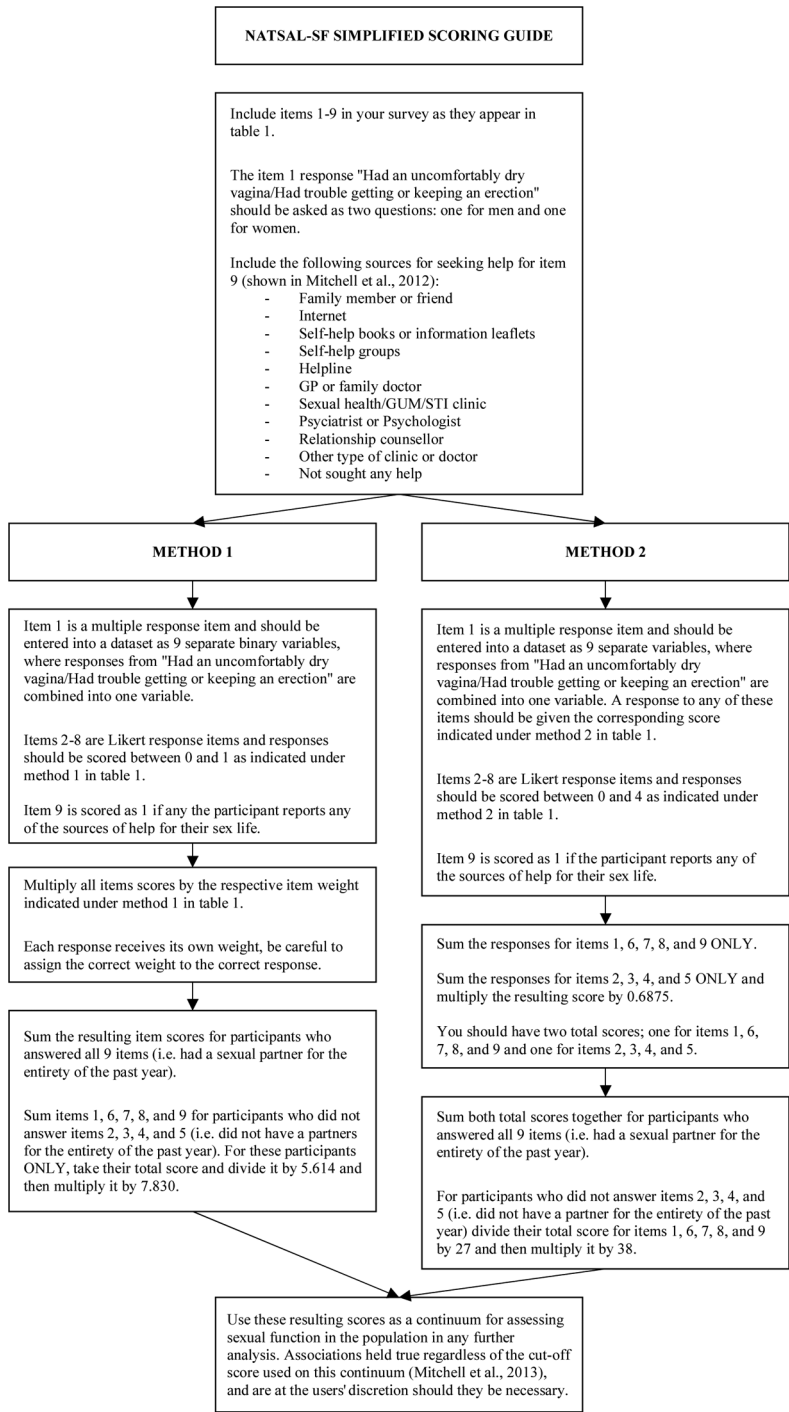 NATSAL-SF SIMPLIFIED SCORING GUIDE
Include items 1-9 in your survey as they appear in
table 1.
The item 1 response "Had an uncomfortably dry
vagina/Had trouble getting or keeping an erection"
should be asked as two questions: one for men and one
for women.
Include the following sources for seeking help for item
9 (shown in Mitchell et al., 2012):
- Family member or friend
- Internet
- Self-help books or information leaflets
- Self-help groups
- Helpline
- GP or family doctor
- Sexual health/GUM/STI clinic
- Psyciatrist or Psychologist
- Relationship counsellor
- Other type of clinic or doctor
- Not sought any help
METHOD 1
Item 1 is a multiple response item and should be
entered into a dataset as 9 separate binary variables,
where responses from "Had an uncomfortably dry
vagina/Had trouble getting or keeping an erection" are
combined into one variable.
Items 2-8 are Likert response items and responses
should be scored between 0 and 1 as indicated under
method 1 in table 1.
Item 9 is scored as 1 if any the participant reports any
of the sources of help for their sex life.
Multiply all items scores by the respective item weight
indicated under method 1 in table 1.
Each response receives its own weight, be careful to
assign the correct weight to the correct response.
Sum the resulting item scores for participants who
answered all 9 items (i.e. had a sexual partner for the
entirety of the past year).
Sum items 1, 6, 7, 8, and 9 for participants who did not
answer items 2, 3, 4, and 5 (i.e. did not have a partners
for the entirety of the past year). For these participants
ONLY, take their total score and divide it by 5.614 and
then multiply it by 7.830.
METHOD 2
Item 1 is a multiple response item and should be
entered into a dataset as 9 separate variables, where
responses from "Had an uncomfortably dry
vagina/Had trouble getting or keeping an erection" are
combined into one variable. A response to any of these
items should be given the corresponding score
indicated under method 2 in table 1.
Items 2-8 are Likert response items and responses
should be scored between 0 and 4 as indicated under
method 2 in table 1.
Item 9 is scored as 1 if the participant reports any of
the sources of help for their sex life.
Sum the responses for items 1, 6, 7, 8, and 9 ONLY.
Sum the responses for items 2, 3, 4, and 5 ONLY and
multiply the resulting score by 0.6875.
You should have two total scores; one for items 1, 6,
7, 8, and 9 and one for items 2, 3, 4, and 5.
Sum both total scores together for participants who
answered all 9 items (i.e. had a sexual partner for the
entirety of the past year).
For participants who did not answer items 2, 3, 4, and
5 (i.e. did not have a partner for the entirety of the past
year) divide their total score for items 1, 6, 7, 8, and 9
by 27 and then multiply it by 38.
Use these resulting scores as a continuum for assessing
sexual function in the population in any further
analysis. Associations held true regardless of the cut-off
score used on this continuum (Mitchell et al., 2013),
and are at the users' discretion should they be necessary.